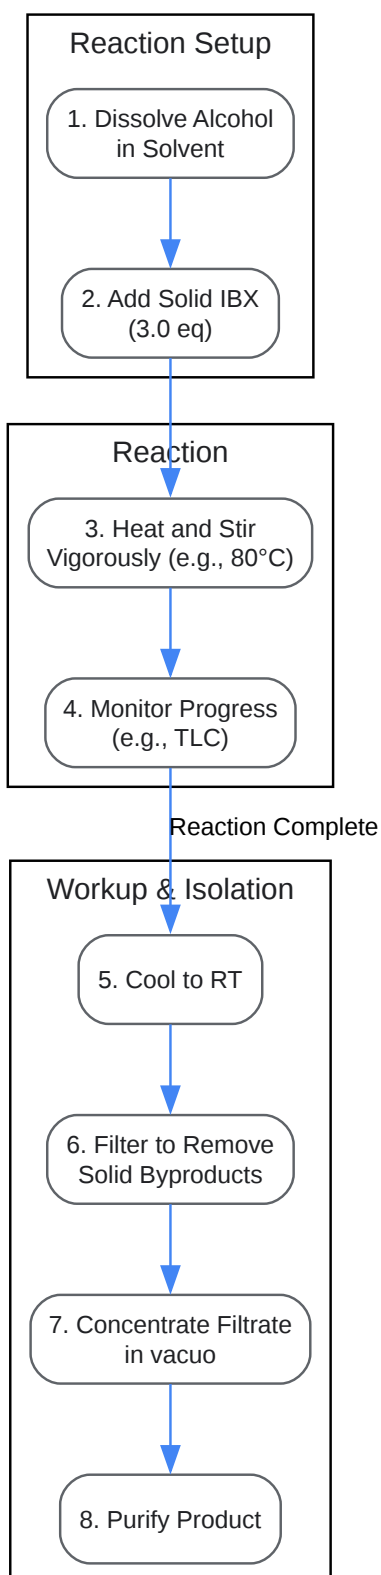 Reaction Setup
1. Dissolve Alcohol
in Solvent
2. Add Solid IBX
(3.0 eq)
Reaction
3. Heat and Stir
Vigorously (e.g., 80°C)
4. Monitor Progress
(e.g., TLC)
Reaction Complete
Workup & Isolation
5. Cool to RT
6. Filter to Remove
Solid Byproducts
7. Concentrate Filtrate
in vacuo
8. Purify Product